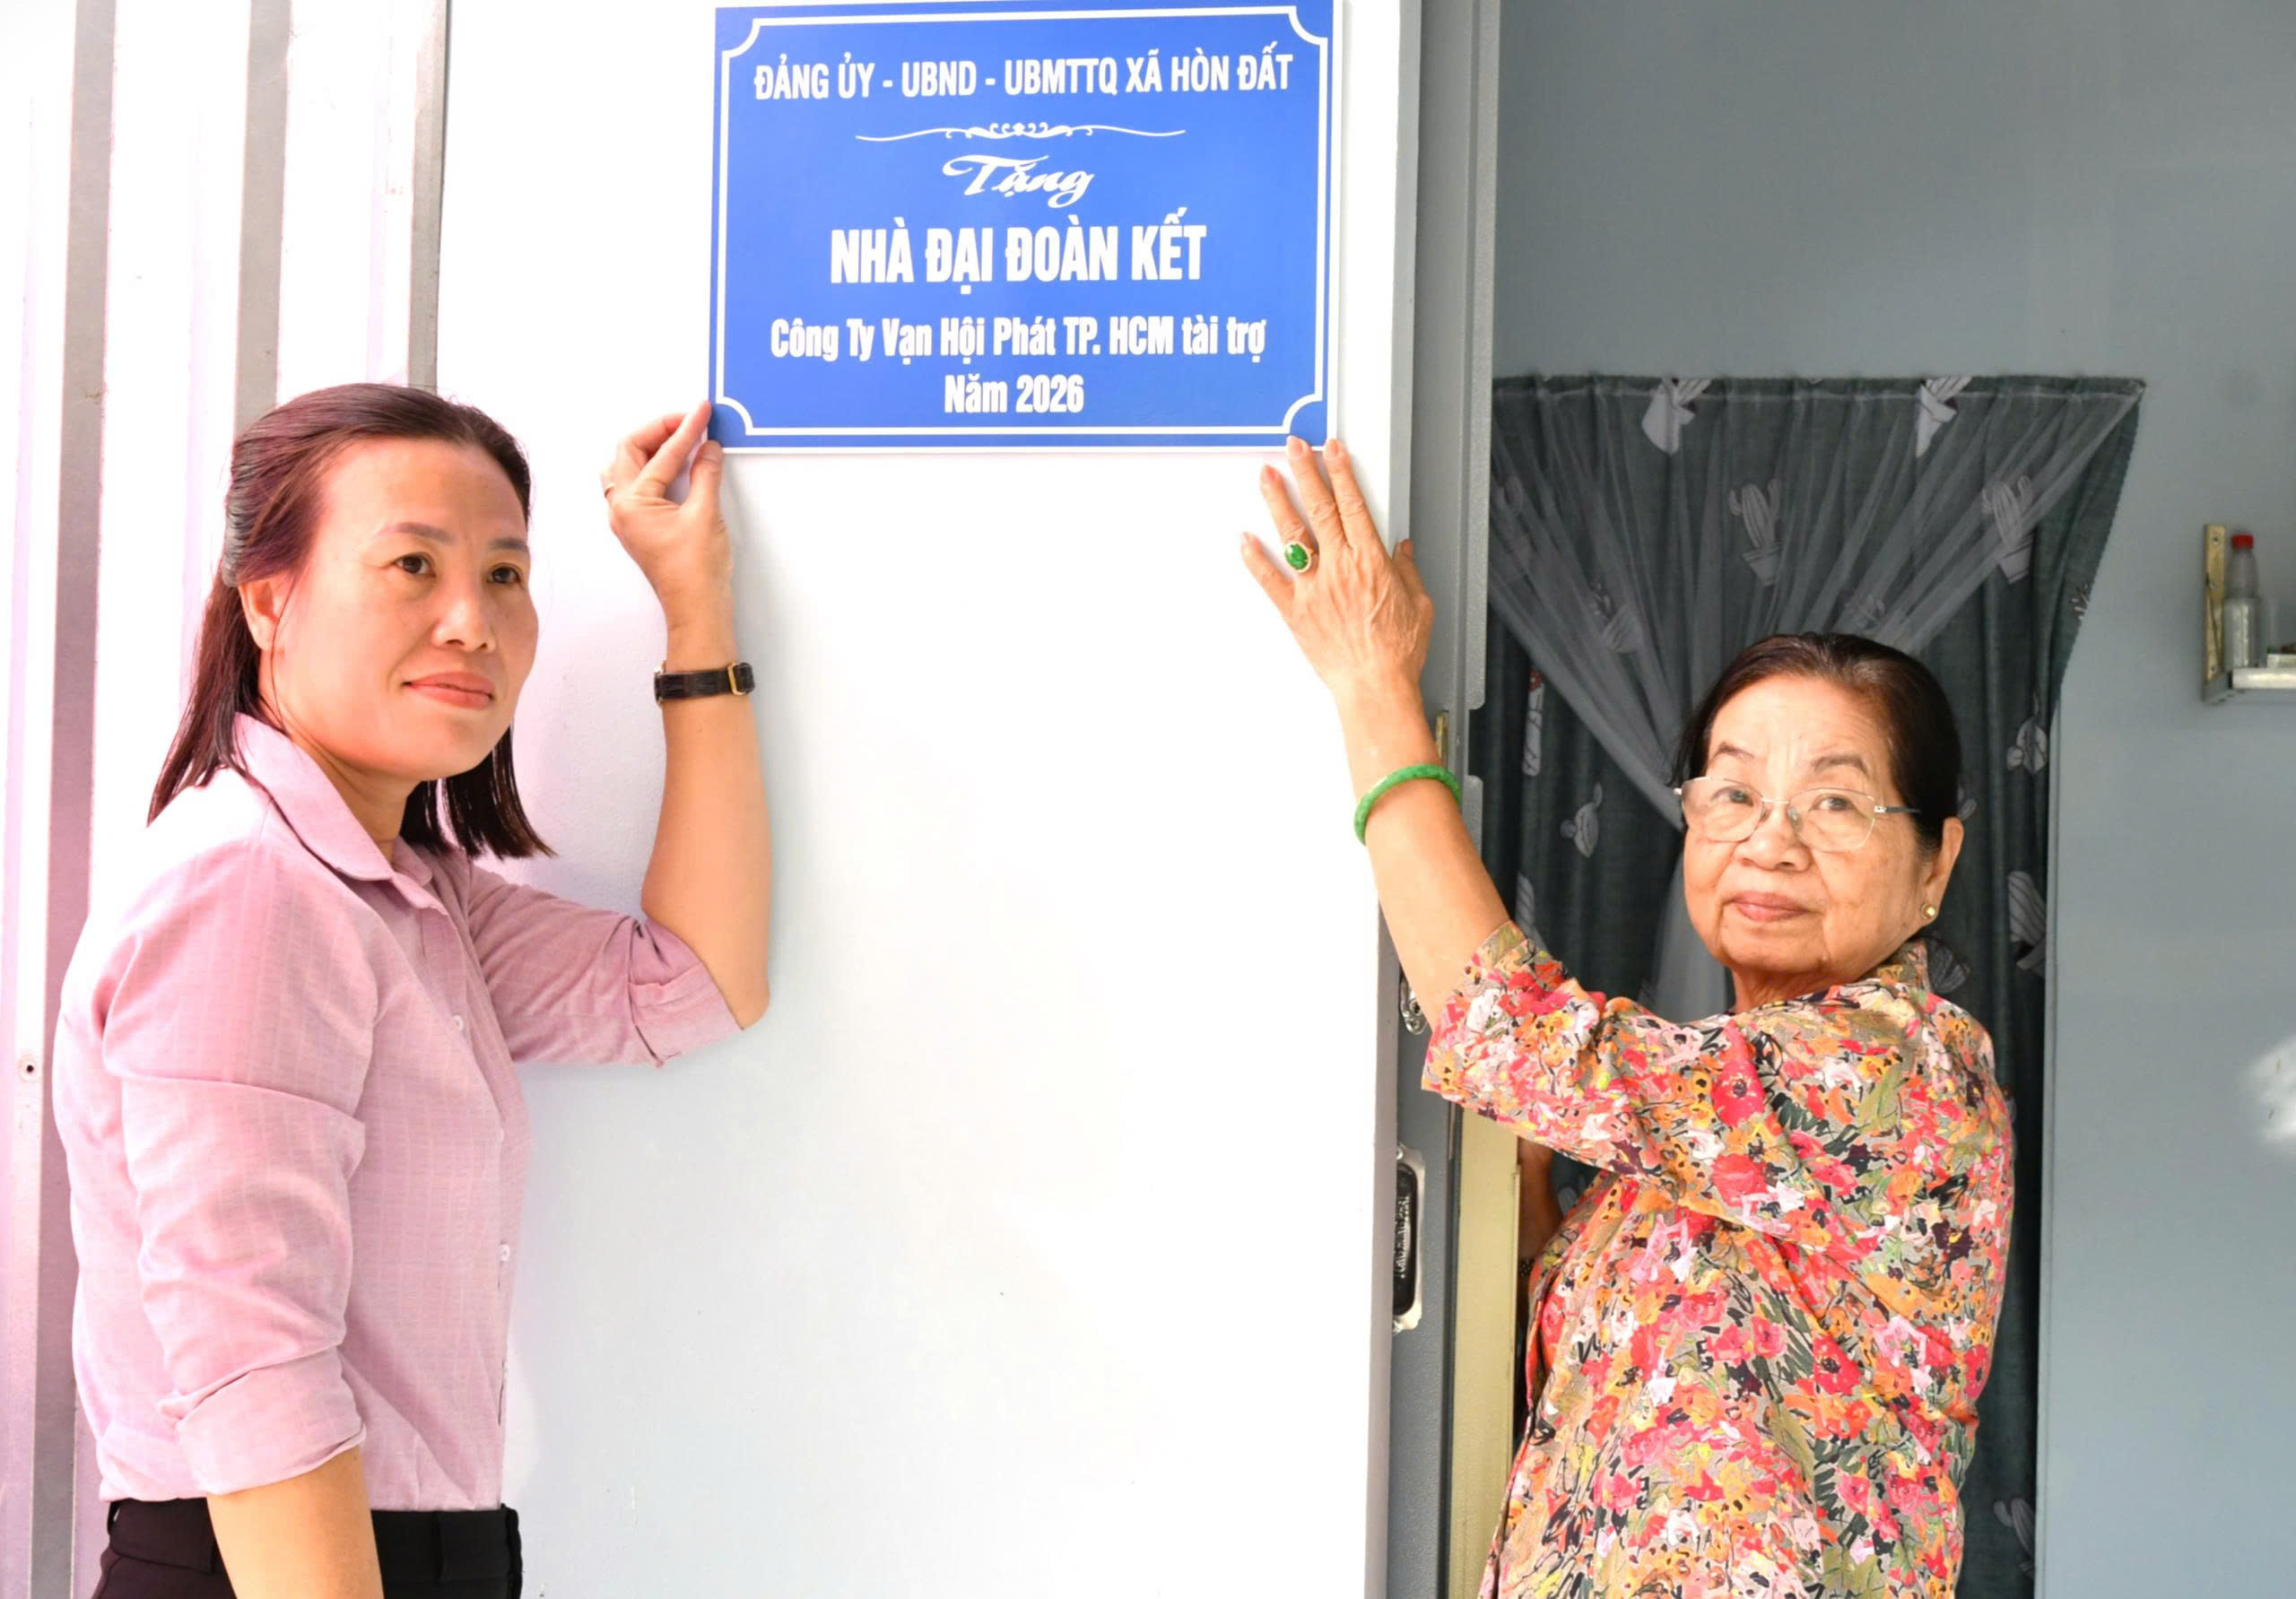 ĐẢNG ỦY - UBND - UBMTTQ XÃ HÒN ĐẤT
Tặng
NHÀ ĐẠI ĐOÀN KẾT
Công Ty Vạn Hội Phát TP. HCM tài trợ
Năm 2026